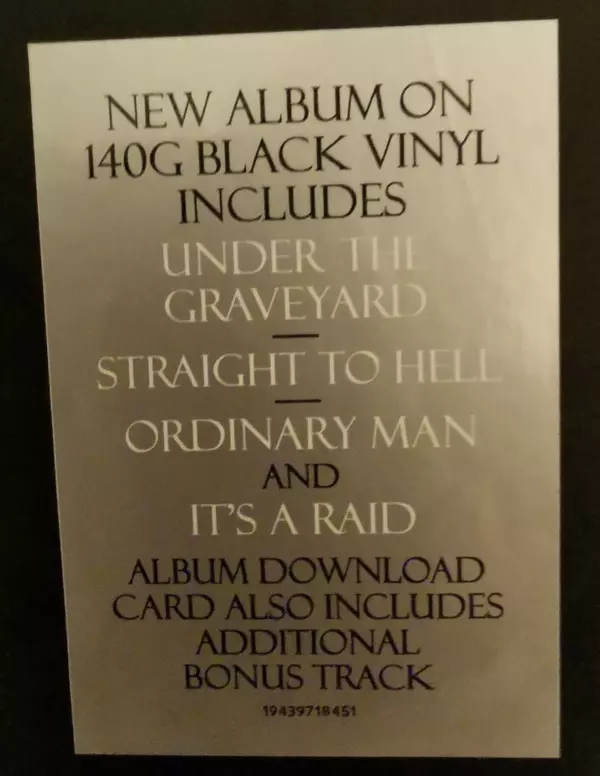 NEW ALBUM ON
140G BLACK VINYL
INCLUDES
UNDER THE
GRAVEYARD
STRAIGHT TO HELL
ORDINARY MAN
AND
IT'S A RAID
ALBUM DOWNLOAD
CARD ALSO INCLUDES
ADDITIONAL
BONUS TRACK
19439718451